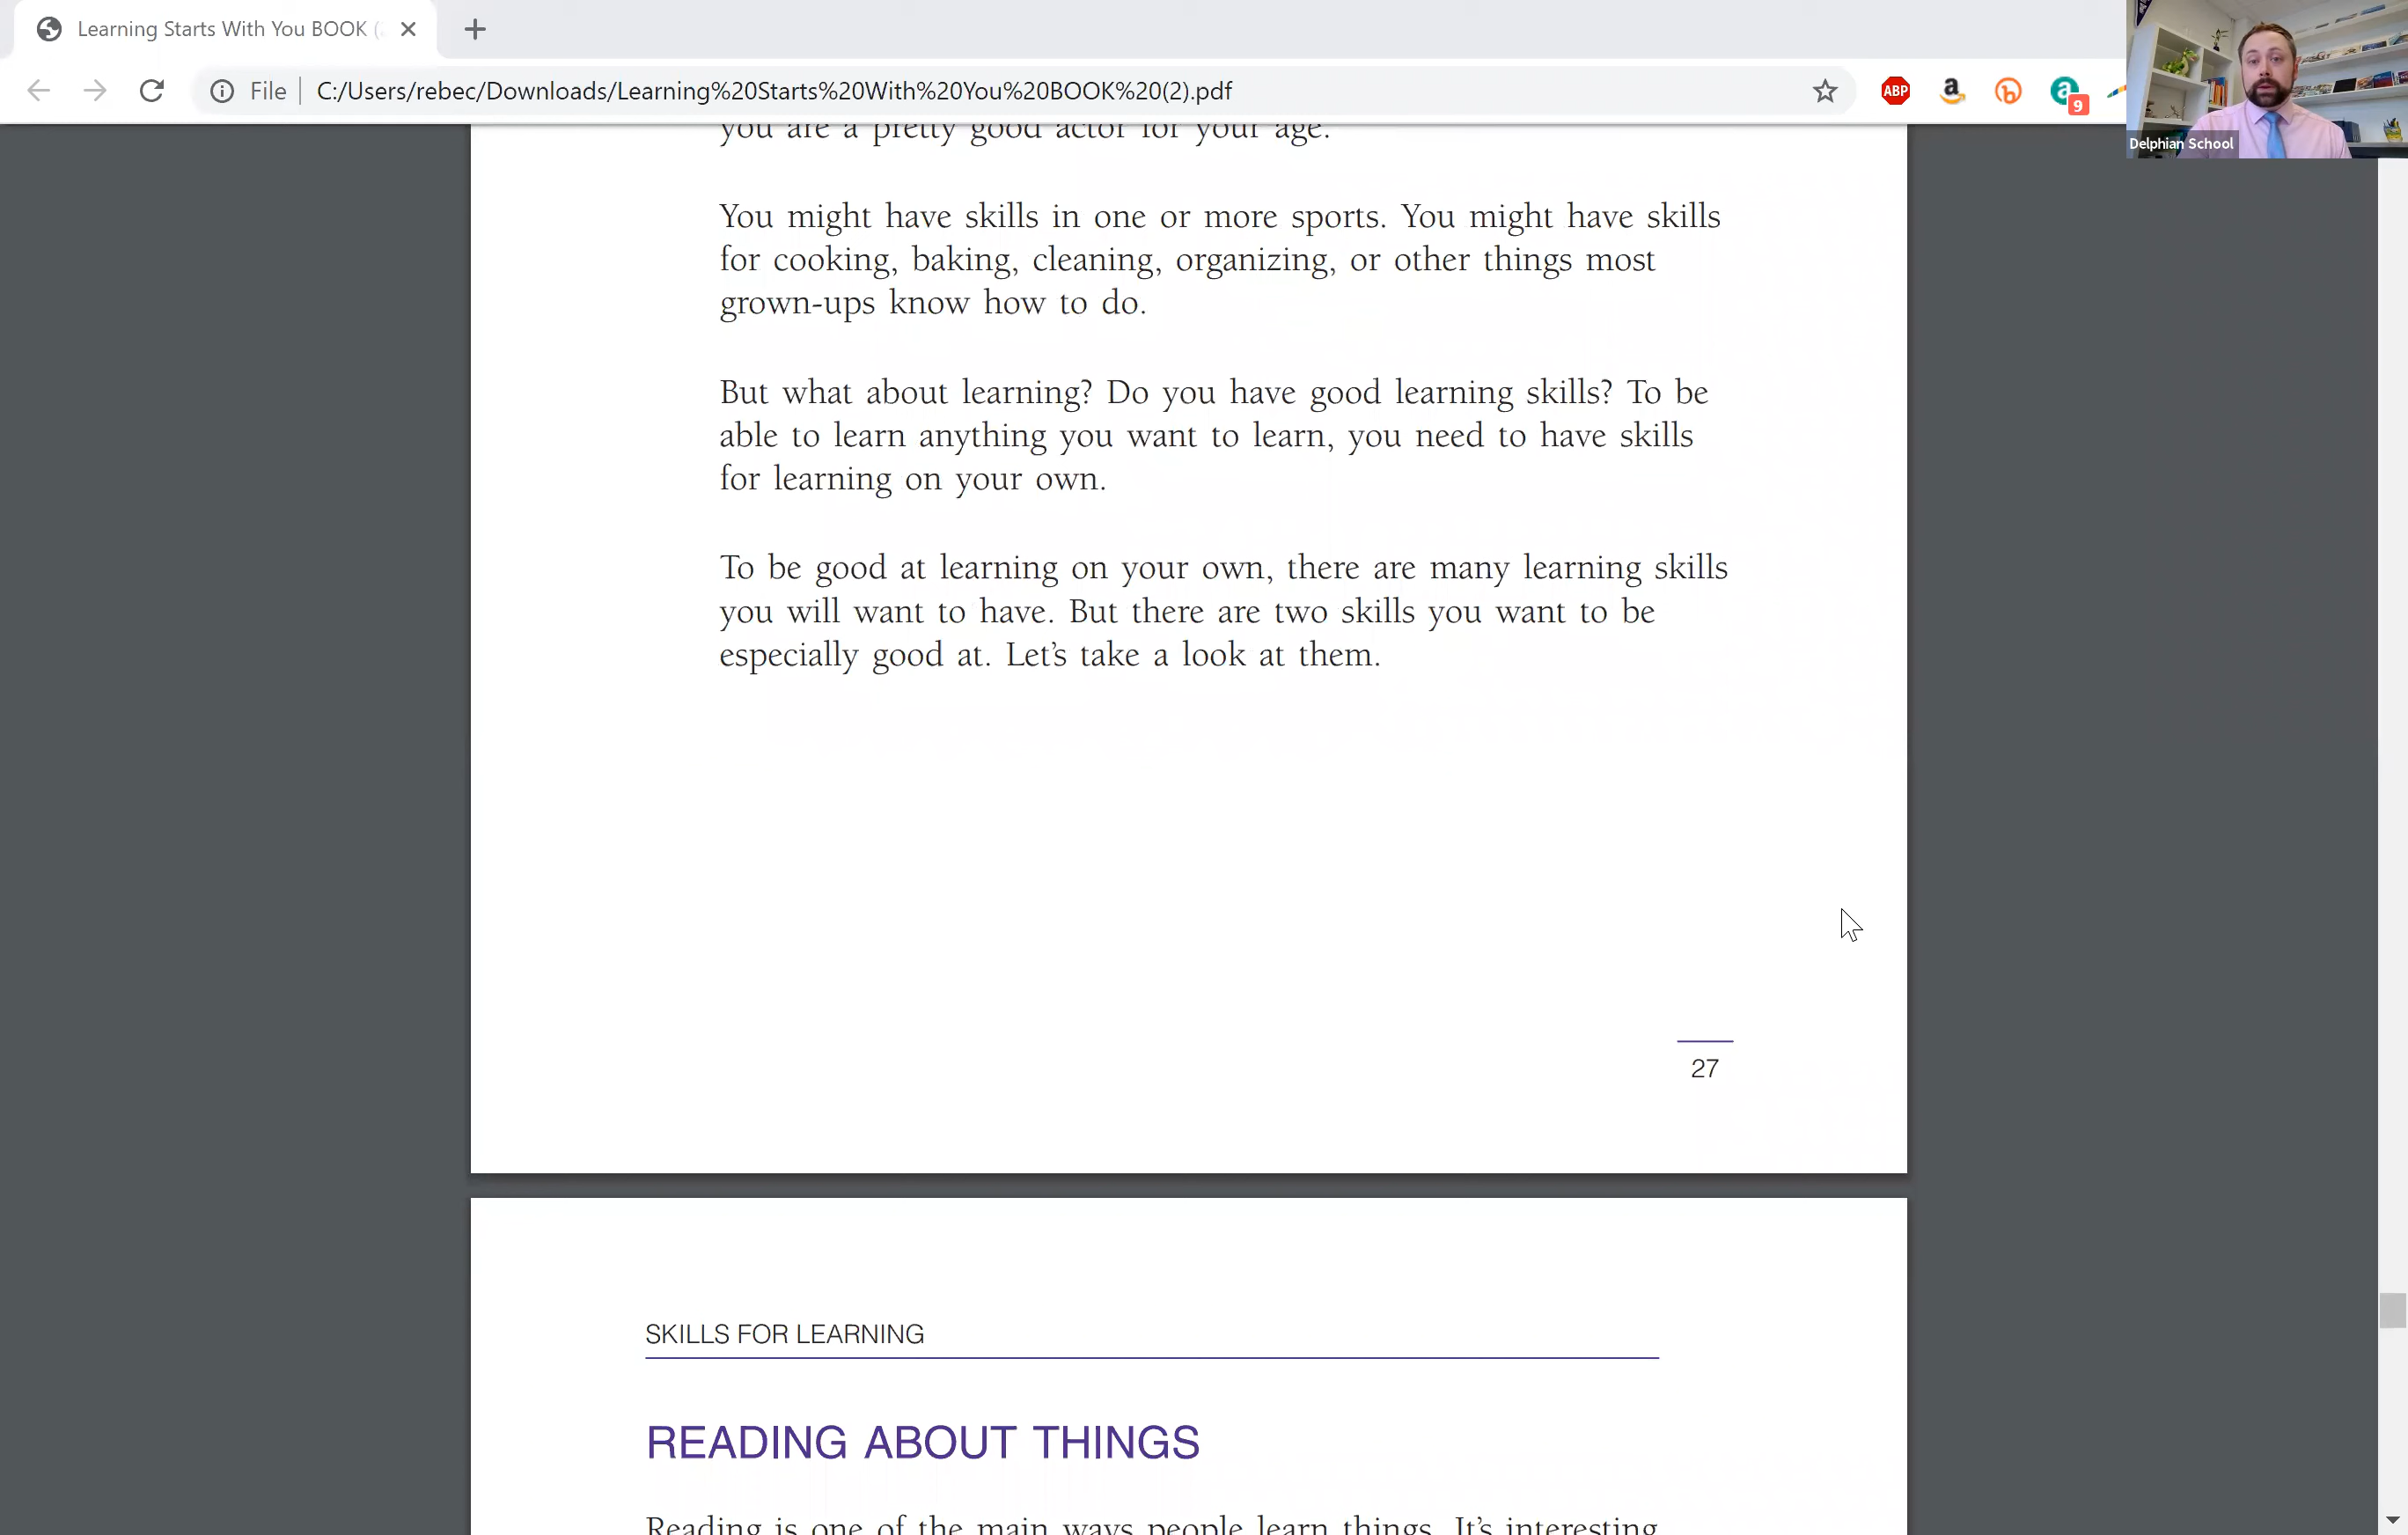 Learning Starts With You BOOK (
File
C:/Users/rebec/Downloads/Learning%20Starts%20With%20You%20BOOK%20(2).pdf
ABP
a
b
a
9
Delphian School
you are a pretty good actor for your age.
You might have skills in one or more sports. You might have skills
for cooking, baking, cleaning, organizing, or other things most
grown-ups know how to do.
But what about learning? Do you have good learning skills? To be
able to learn anything you want to learn, you need to have skills
for learning on your own.
To be good at learning on your own, there are many learning skills
you will want to have. But there are two skills you want to be
especially good at. Let's take a look at them.
27
SKILLS FOR LEARNING
READING ABOUT THINGS
Reading is one of the main ways people learn things. It's interesting